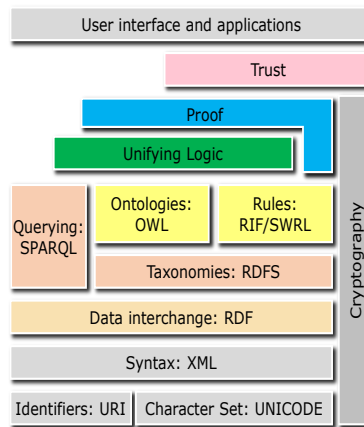 User interface and applications
Trust
Proof
Unifying Logic
Querying:
SPARQL
Ontologies:
OWL
Rules:
RIF/SWRL
Taxonomies: RDFS
Data interchange: RDF
Syntax: XML
Identifiers: URI
Character Set: UNICODE
Cryptography